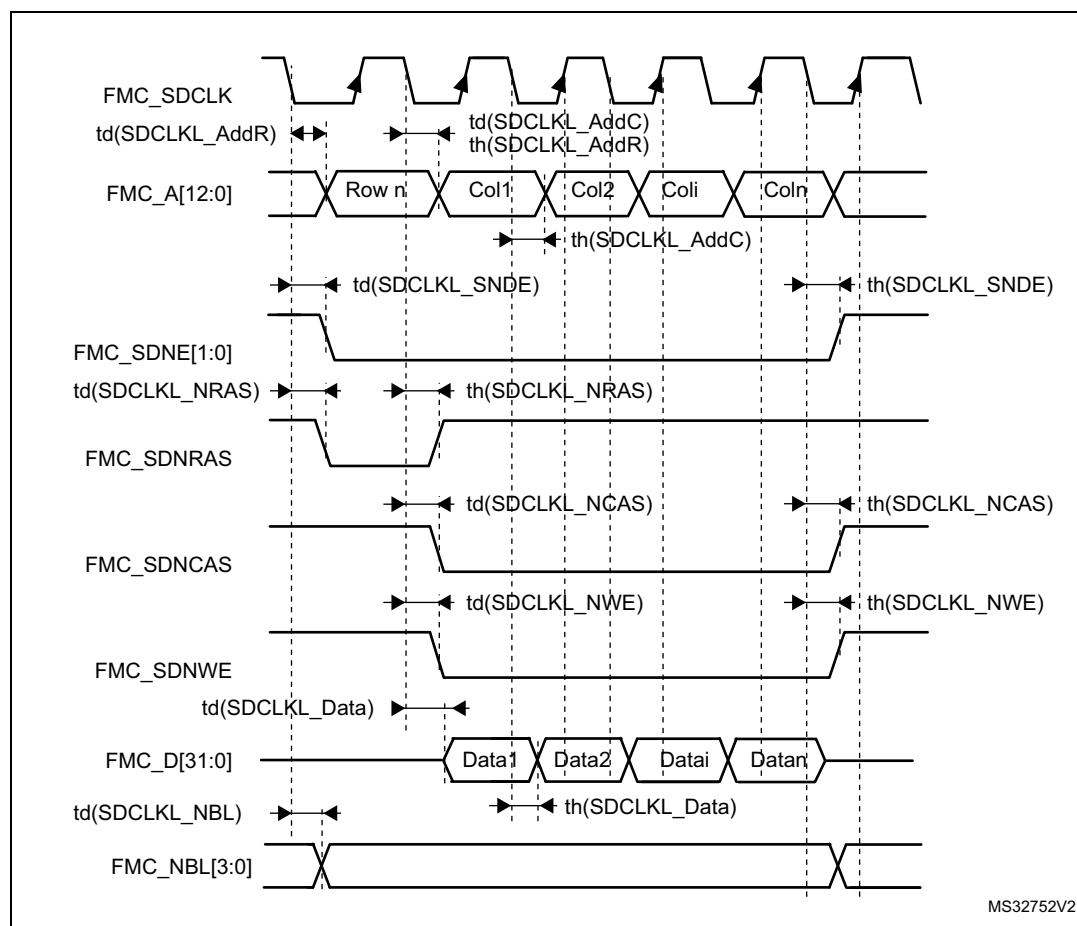 FMC_SDCLK
td(SDCLKL_AddR)
td(SDCLKL_AddC)
th(SDCLKL_AddR)
FMC_A[12:0]
Row n
Col1
Col2
Coli
Coln
th(SDCLKL_AddC)
td(SDCLKL_SNDE)
th(SDCLKL_SNDE)
FMC_SDNE[1:0]
td(SDCLKL_NRAS)
th(SDCLKL_NRAS)
FMC_SDNRAS
td(SDCLKL_NCAS)
th(SDCLKL_NCAS)
FMC_SDNCAS
td(SDCLKL_NWE)
th(SDCLKL_NWE)
FMC_SDNWE
td(SDCLKL_Data)
FMC_D[31:0]
Data1
Data2
Datai
Datan
th(SDCLKL_Data)
td(SDCLKL_NBL)
FMC_NBL[3:0]
MS32752V2